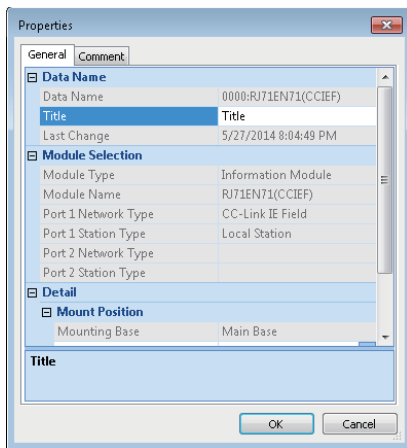 Properties
General Comment
Data Name
Data Name 0000:RJ71EN71(CCIEF)
Title Title
Last Change 5/27/2014 8:04:49 PM
Module Selection
Module Type Information Module
Module Name RJ71EN71(CCIEF)
Port 1 Network Type CC-Link IE Field
Port 1 Station Type Local Station
Port 2 Network Type
Port 2 Station Type
Detail
Mount Position
Mounting Base Main Base
Title
OK Cancel